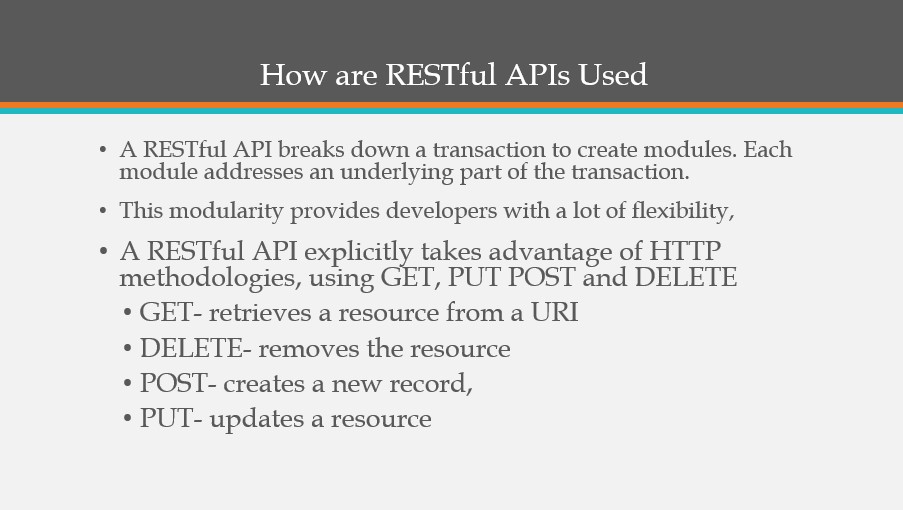 How are RESTful APIs Used
• A RESTful API breaks down a transaction to create modules. Each
module addresses an underlying part of the transaction.
• This modularity provides developers with a lot of flexibility,
• A RESTful API explicitly takes advantage of HTTP
methodologies, using GET, PUT POST and DELETE
• GET- retrieves a resource from a URI
• DELETE- removes the resource
• POST- creates a new record,
• PUT- updates a resource